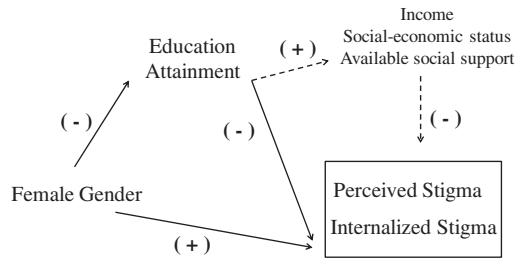 Income
Social-economic status
Available social support
Education
Attainment
( + )
( - )
( - )
( - )
Female Gender
Perceived Stigma
Internalized Stigma
( + )